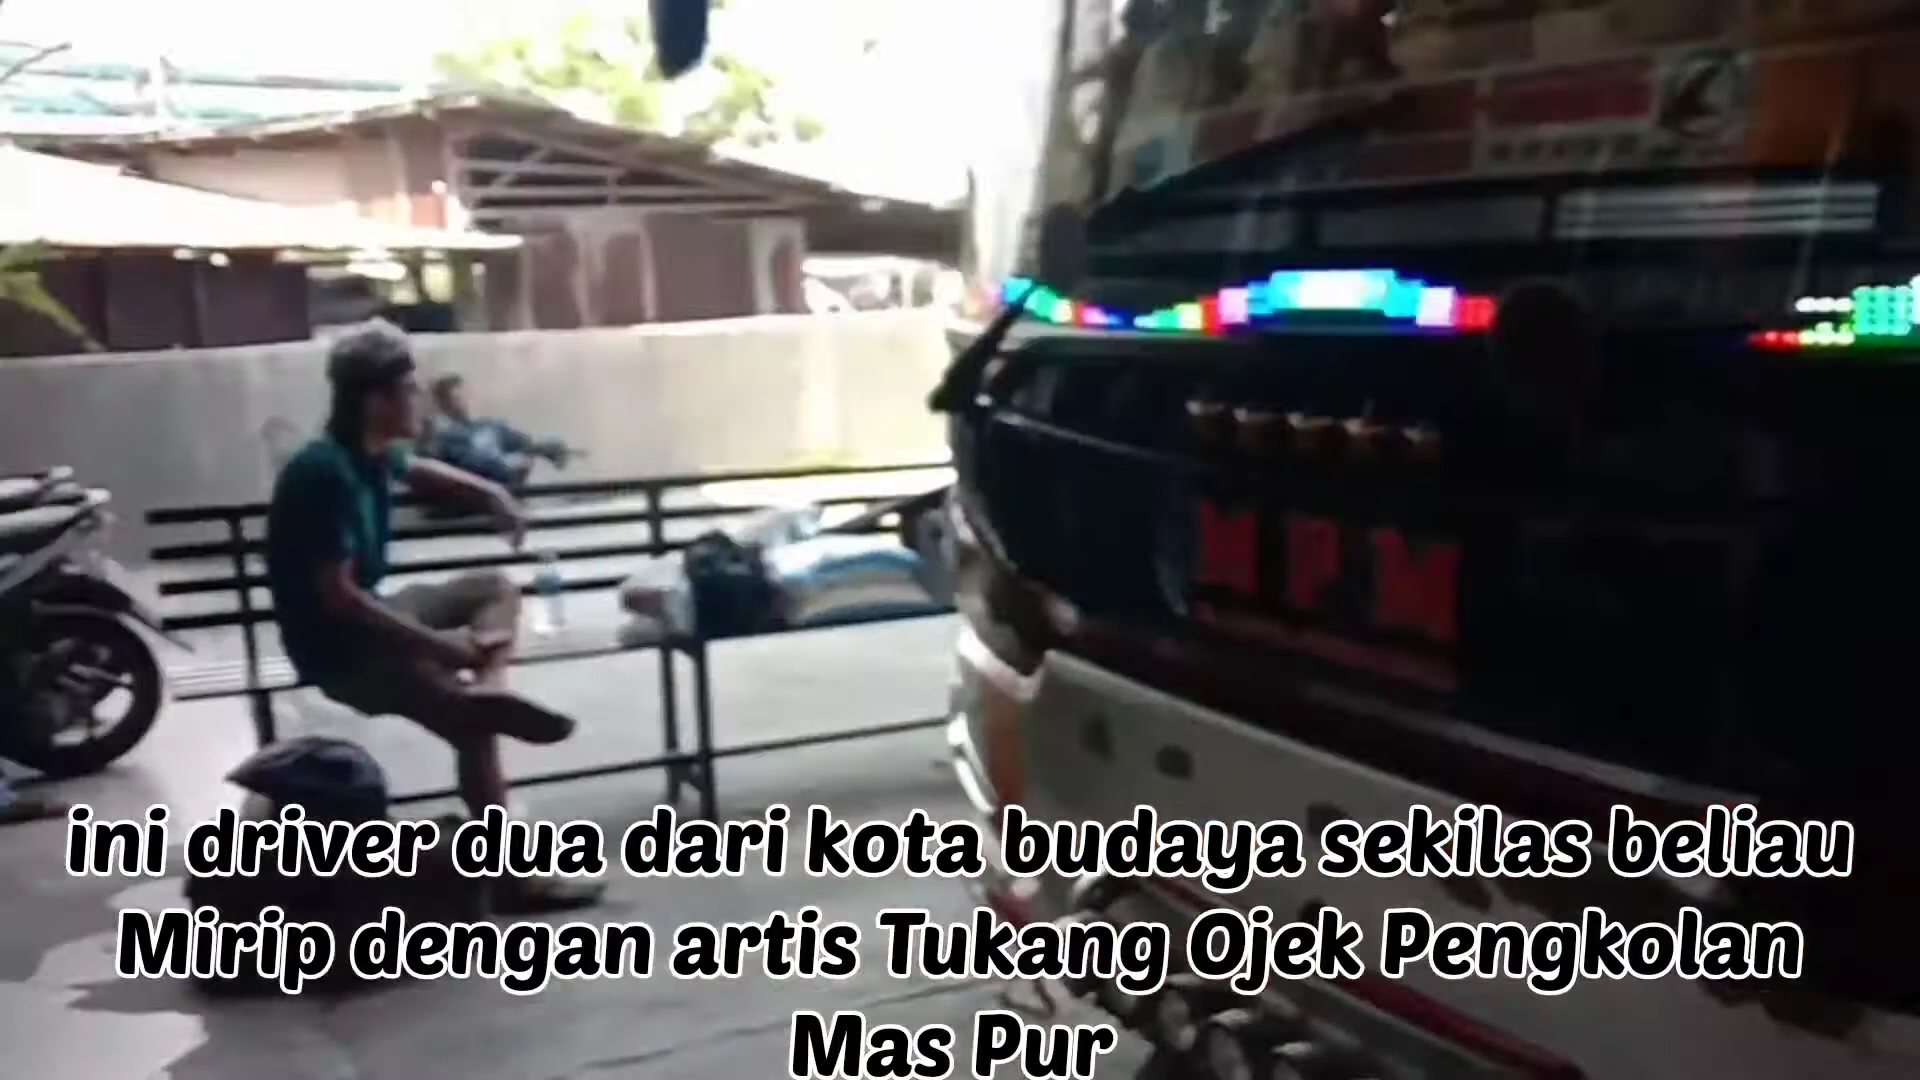 MPM
ini driver dua dari kota budaya sekilas beliau
Mirip dengan artis Tukang Ojek Pengkolan
Mas Pur